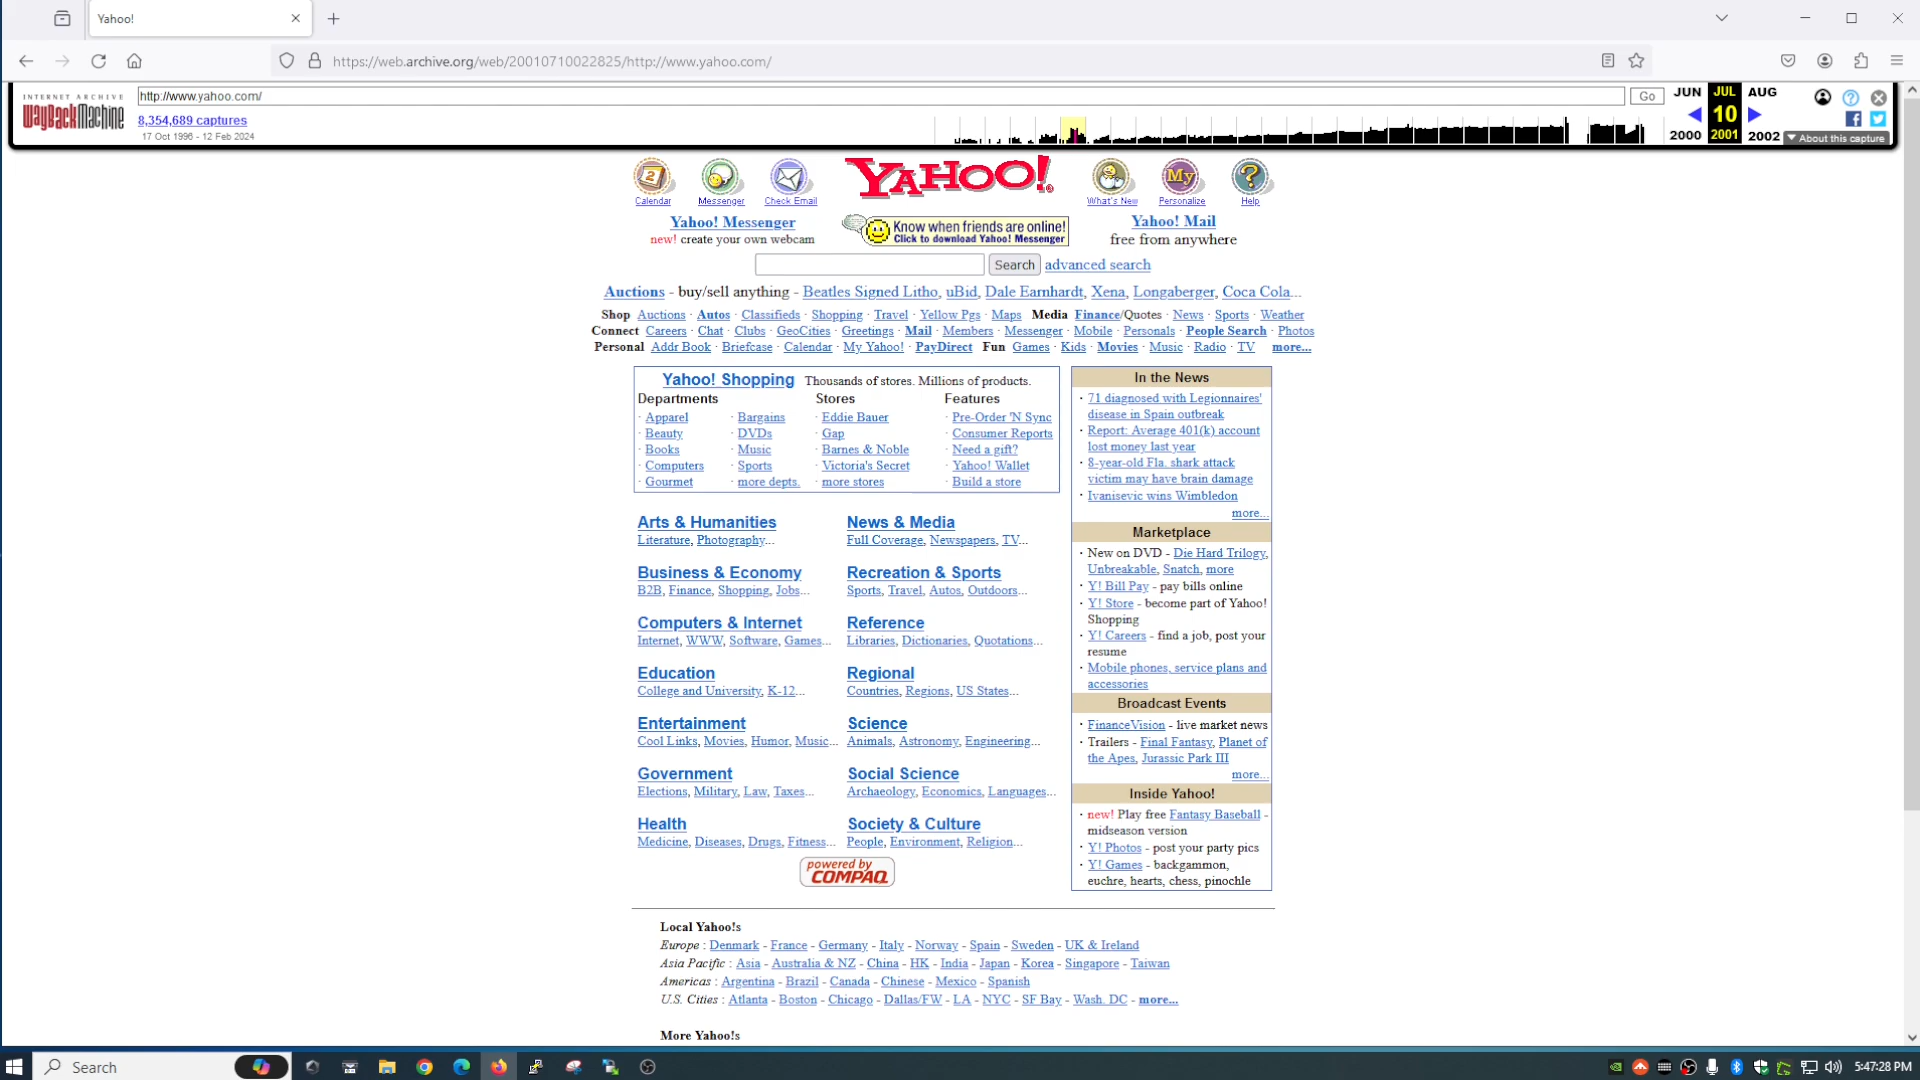 Yahoo!
https://web.archive.org/web/20010710022825/http://www.yahoo.com/
INTERNET ARCHIVE
WayBackMachine
http://www.yahoo.com/
Go
JUN JUL AUG
8,354,689 captures
10
17 Oct 1996 - 12 Feb 2024
2000 2001 2002
About this capture
2
YAHOO!
My
?
Calendar Messenger Check Email What's New Personalize Help
Yahoo! Messenger
new! create your own webcam
Know when friends are online!
Click to download Yahoo! Messenger
Yahoo! Mail
free from anywhere
Search advanced search
Auctions - buy/sell anything - Beatles Signed Litho, uBid, Dale Earnhardt, Xena, Longaberger, Coca Cola...
Shop Auctions · Autos · Classifieds · Shopping · Travel · Yellow Pgs · Maps Media Finance/Quotes · News · Sports · Weather
Connect Careers · Chat · Clubs · GeoCities · Greetings · Mail · Members · Messenger · Mobile · Personals · People Search · Photos
Personal Addr Book · Briefcase · Calendar · My Yahoo! · PayDirect Fun Games · Kids · Movies · Music · Radio · TV more...
Yahoo! Shopping Thousands of stores. Millions of products.
Departments Stores Features
· Apparel · Bargains · Eddie Bauer · Pre-Order 'N Sync
· Beauty · DVDs · Gap · Consumer Reports
· Books · Music · Barnes & Noble · Need a gift?
· Computers · Sports · Victoria's Secret · Yahoo! Wallet
· Gourmet · more depts. · more stores · Build a store
Arts & Humanities
Literature, Photography...
News & Media
Full Coverage, Newspapers, TV...
Business & Economy
B2B, Finance, Shopping, Jobs...
Recreation & Sports
Sports, Travel, Autos, Outdoors...
Computers & Internet
Internet, WWW, Software, Games...
Reference
Libraries, Dictionaries, Quotations...
Education
College and University, K-12...
Regional
Countries, Regions, US States...
Entertainment
Cool Links, Movies, Humor, Music...
Science
Animals, Astronomy, Engineering...
Government
Elections, Military, Law, Taxes...
Social Science
Archaeology, Economics, Languages...
Health
Medicine, Diseases, Drugs, Fitness...
Society & Culture
People, Environment, Religion...
powered by
COMPAQ
In the News
· 71 diagnosed with Legionnaires'
disease in Spain outbreak
· Report: Average 401(k) account
lost money last year
· 8-year-old Fla. shark attack
victim may have brain damage
· Ivanisevic wins Wimbledon
more...
Marketplace
· New on DVD - Die Hard Trilogy,
Unbreakable, Snatch, more
· Y! Bill Pay - pay bills online
· Y! Store - become part of Yahoo!
Shopping
· Y! Careers - find a job, post your
resume
· Mobile phones, service plans and
accessories
Broadcast Events
· FinanceVision - live market news
· Trailers - Final Fantasy, Planet of
the Apes, Jurassic Park III
more...
Inside Yahoo!
· new! Play free Fantasy Baseball -
midseason version
· Y! Photos - post your party pics
· Y! Games - backgammon,
euchre, hearts, chess, pinochle
Local Yahoo!s
Europe : Denmark - France - Germany - Italy - Norway - Spain - Sweden - UK & Ireland
Asia Pacific : Asia - Australia & NZ - China - HK - India - Japan - Korea - Singapore - Taiwan
Americas : Argentina - Brazil - Canada - Chinese - Mexico - Spanish
U.S. Cities : Atlanta - Boston - Chicago - Dallas/FW - LA - NYC - SF Bay - Wash. DC - more...
More Yahoo!s
Search
5:47:28 PM